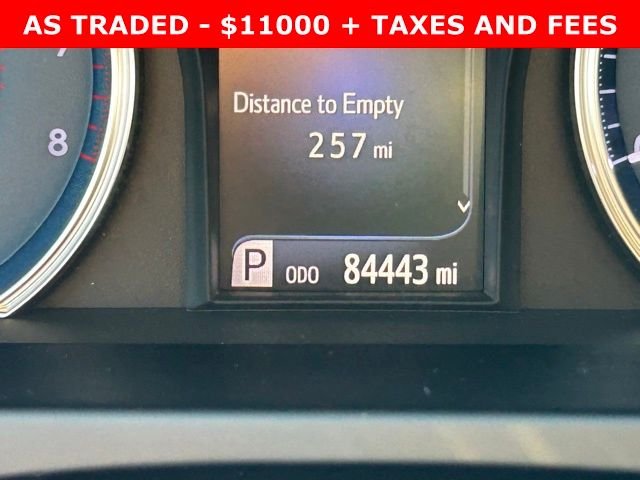 AS TRADED - $11000 + TAXES AND FEES
8
Distance to Empty
257 mi
P ODO 84443 mi